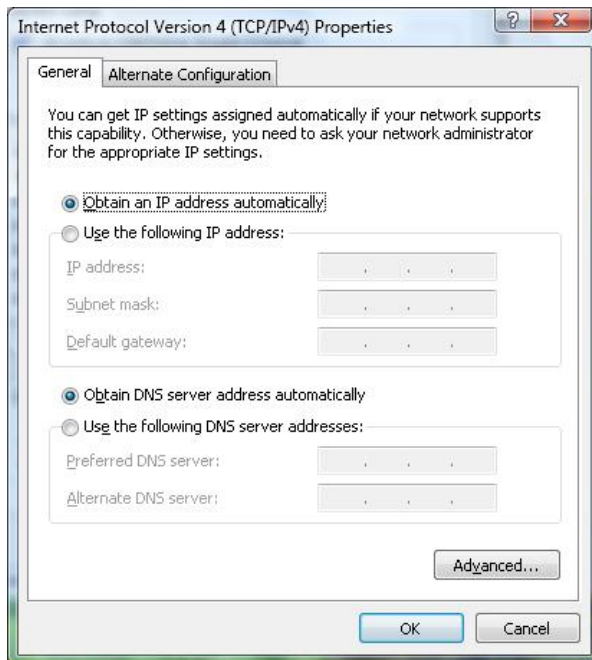 Internet Protocol Version 4 (TCP/IPv4) Properties
General
Alternate Configuration
You can get IP settings assigned automatically if your network supports
this capability. Otherwise, you need to ask your network administrator
for the appropriate IP settings.
Obtain an IP address automatically
Use the following IP address:
IP address:
Subnet mask:
Default gateway:
Obtain DNS server address automatically
Use the following DNS server addresses:
Preferred DNS server:
Alternate DNS server:
Advanced...
OK
Cancel